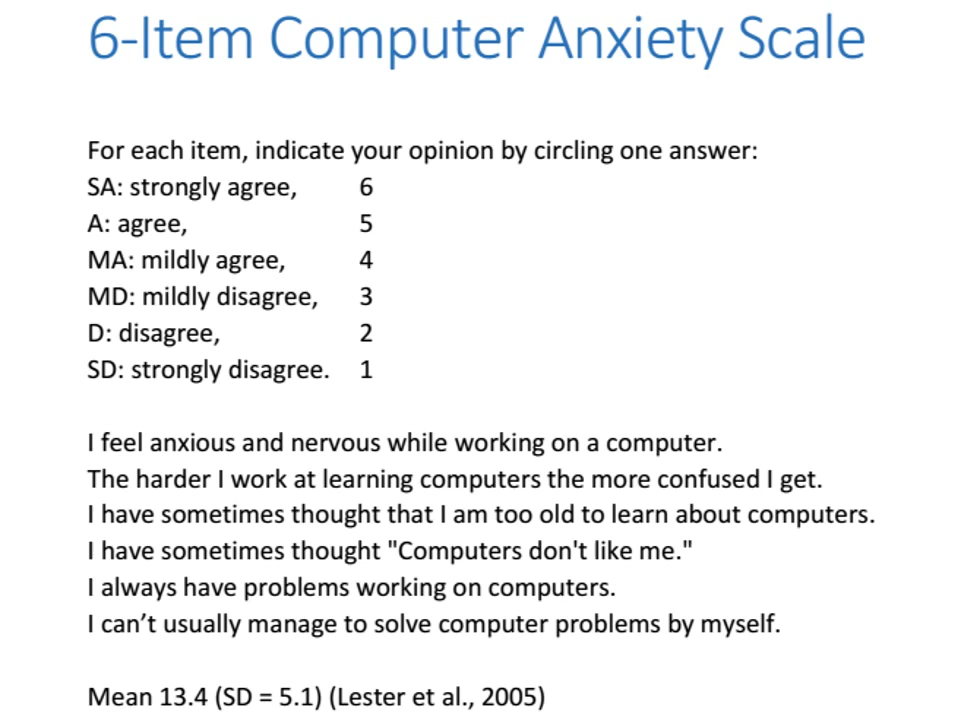 6-Item Computer Anxiety Scale
For each item, indicate your opinion by circling one answer:
SA: strongly agree, 6
A: agree, 5
MA: mildly agree, 4
MD: mildly disagree, 3
D: disagree, 2
SD: strongly disagree. 1
I feel anxious and nervous while working on a computer.
The harder I work at learning computers the more confused I get.
I have sometimes thought that I am too old to learn about computers.
I have sometimes thought "Computers don't like me."
I always have problems working on computers.
I can’t usually manage to solve computer problems by myself.
Mean 13.4 (SD = 5.1) (Lester et al., 2005)